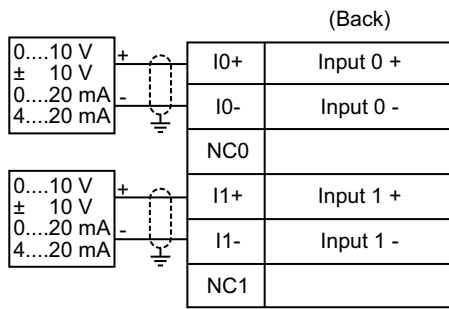 (Back)
0....10 V
± 10 V
0....20 mA
4....20 mA
+
-
I0+ Input 0 +
I0- Input 0 -
NC0
0....10 V
± 10 V
0....20 mA
4....20 mA
+
-
I1+ Input 1 +
I1- Input 1 -
NC1